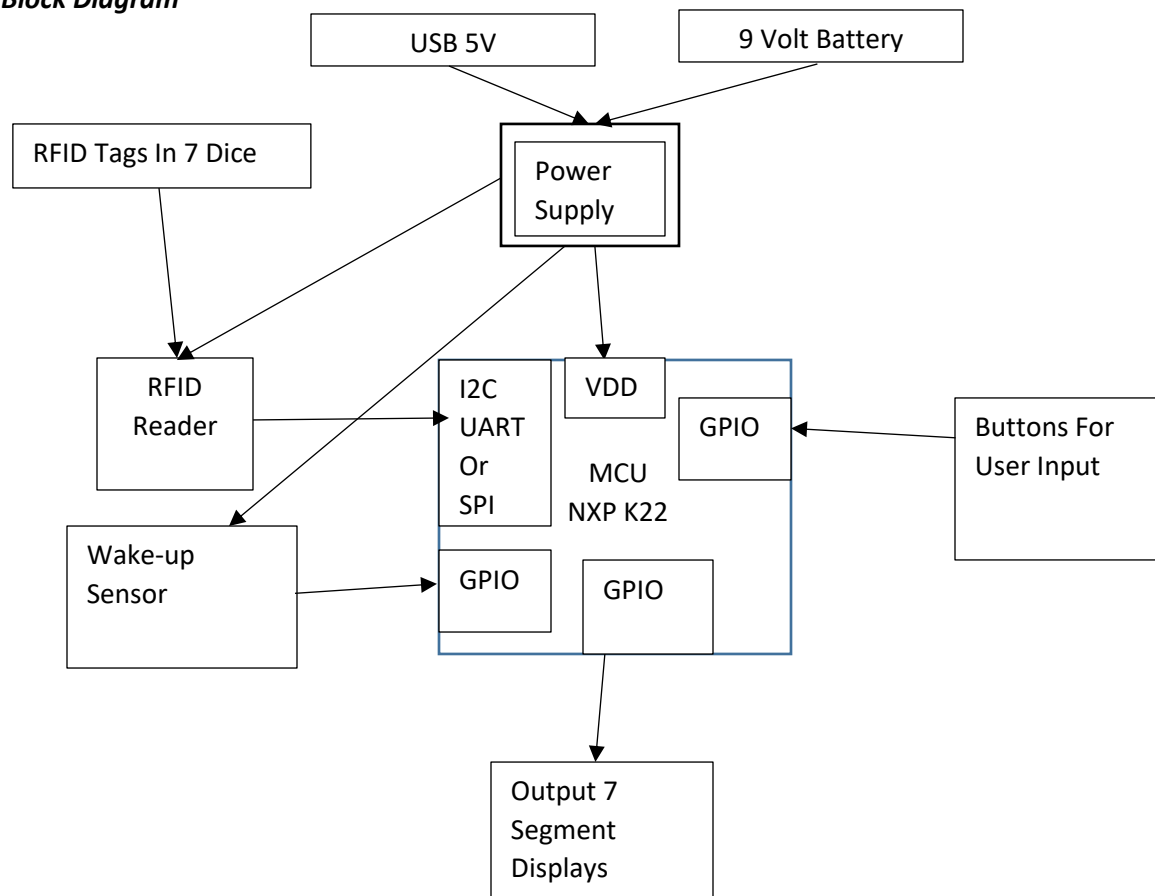 Block Diagram
USB 5V
9 Volt Battery
RFID Tags In 7 Dice
Power
Supply
RFID
Reader
I2C
UART
Or
SPI
VDD
GPIO
MCU
NXP K22
Buttons For
User Input
Wake-up
Sensor
GPIO
GPIO
Output 7
Segment
Displays